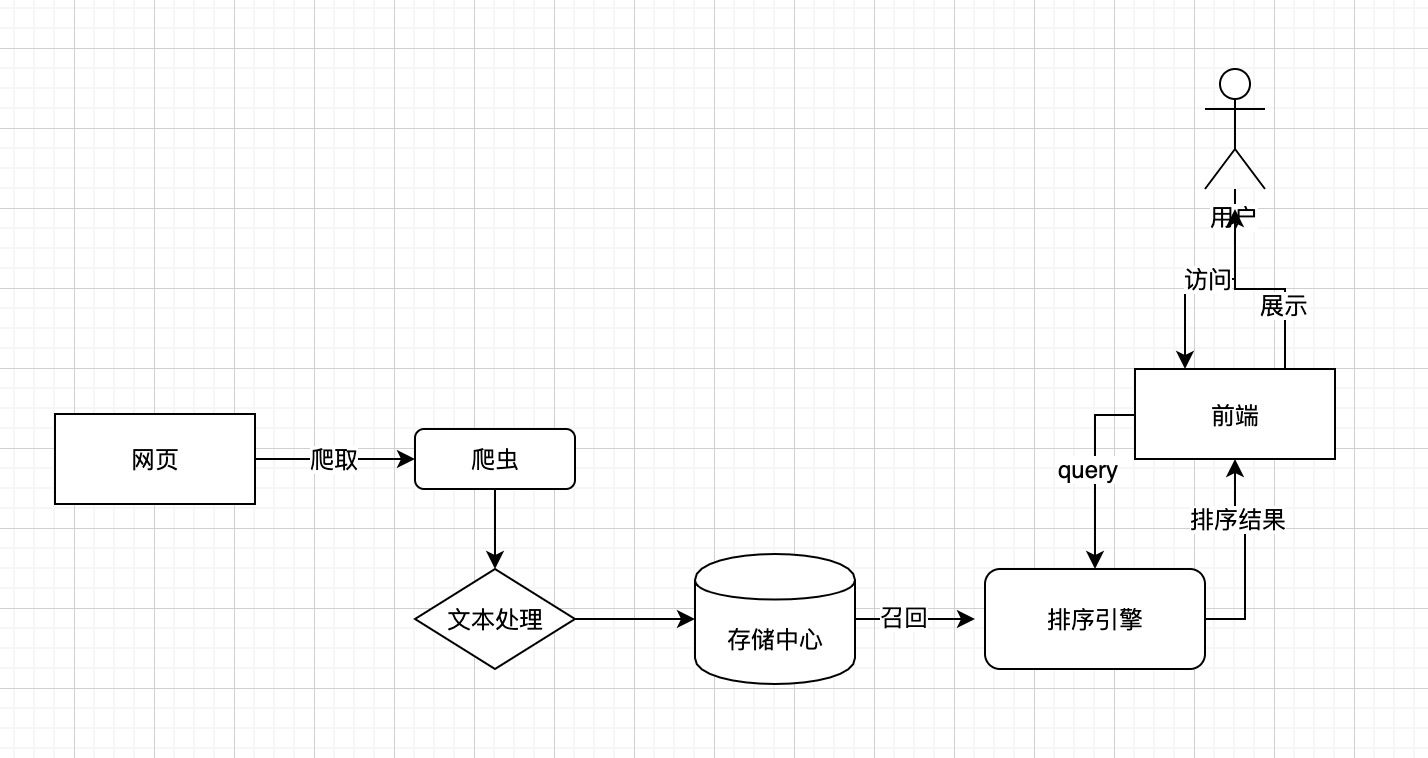 用户
访问
展示
前端
网页
爬取
爬虫
query
排序结果
文本处理
存储中心
召回
排序引擎